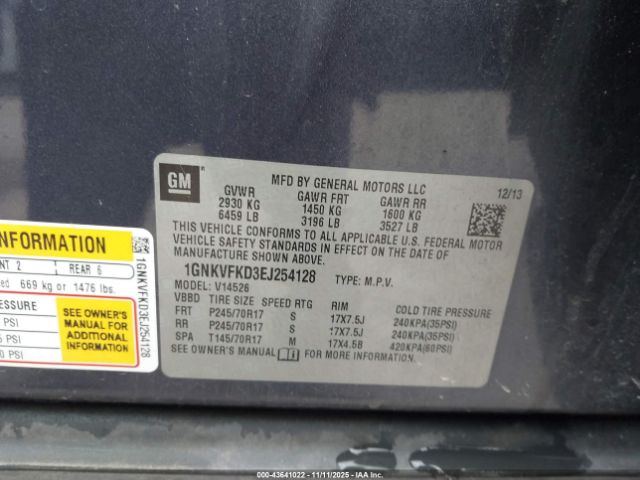 GM
MFD BY GENERAL MOTORS LLC
12/13
GVWR GAWR FRT GAWR RR
2930 KG 1450 KG 1600 KG
6459 LB 3196 LB 3527 LB
THIS VEHICLE CONFORMS TO ALL APPLICABLE U.S. FEDERAL MOTOR
VEHICLE SAFETY STANDARDS IN EFFECT ON THE DATE OF
MANUFACTURE SHOWN ABOVE.
1GNKVFKD3EJ254128 TYPE: M.P.V.
MODEL: V14526
VBBD TIRE SIZE SPEED RTG RIM COLD TIRE PRESSURE
FRT P245/70R17 S 17X7.5J 240KPA(35PSI)
RR P245/70R17 S 17X7.5J 240KPA(35PSI)
SPA T145/70R17 M 17X4.5B 420KPA(60PSI)
SEE OWNER'S MANUAL FOR MORE INFORMATION.
INFORMATION
NT 2 REAR 6
ed 669 kg or 1476 lbs.
ESSURE
PSI
5 PSI
0 PSI
SEE OWNER'S
MANUAL FOR
ADDITIONAL
INFORMATION
1GNKVFKD3EJ254128
000-43641022 - 11/11/2025 - IAAI.COM